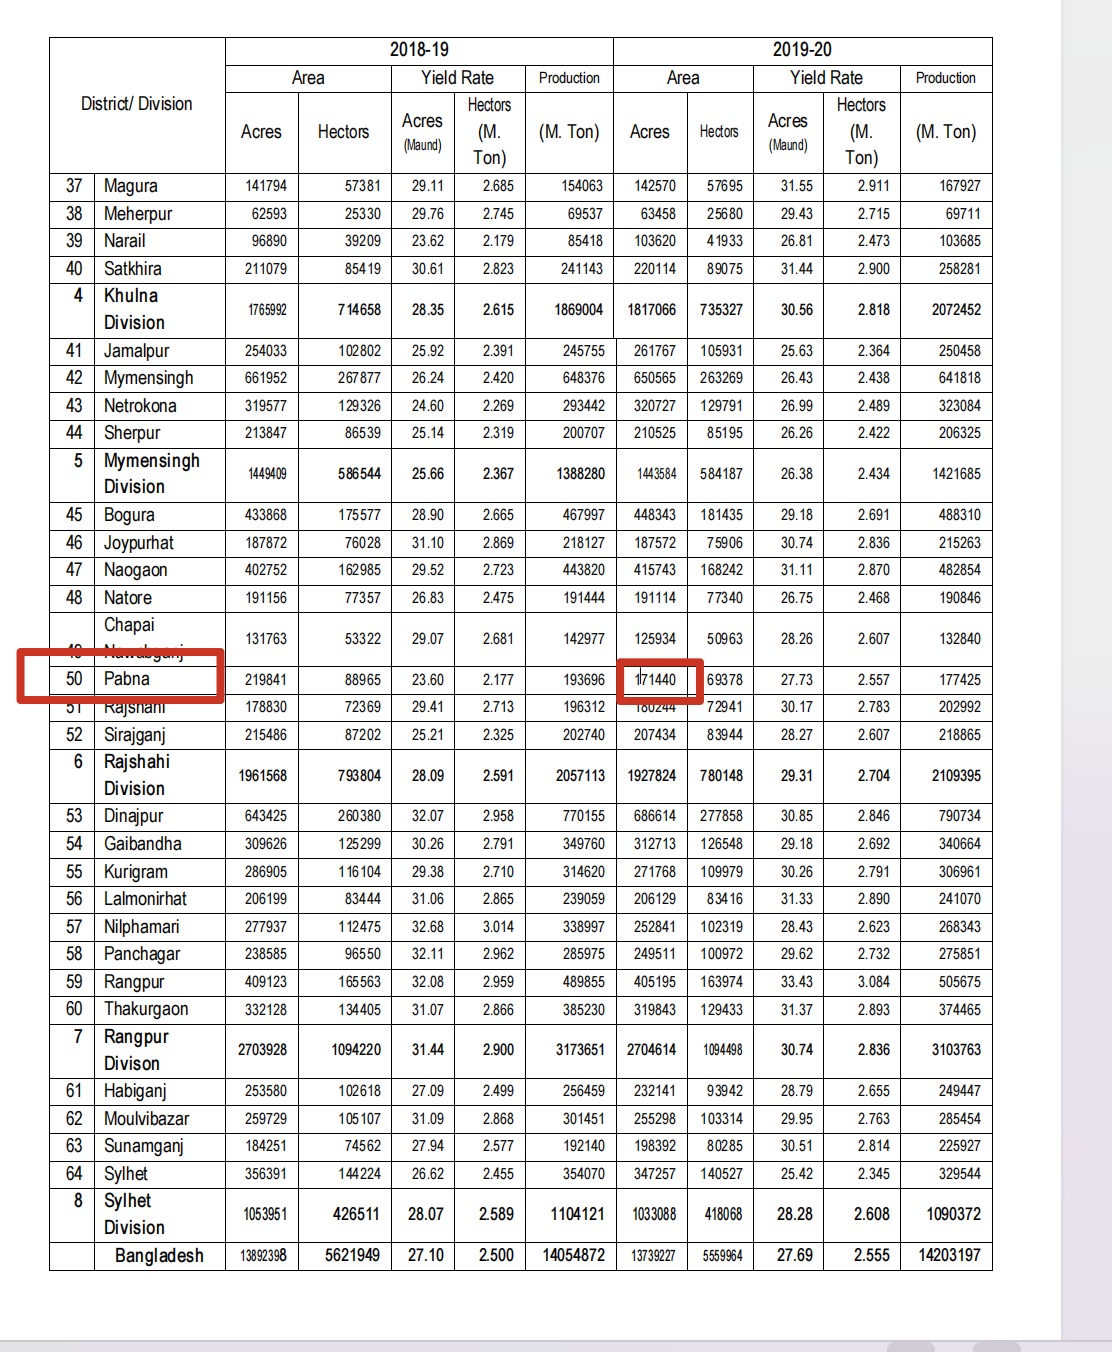 District/ Division 2018-19 2019-20
Area Yield Rate Production Area Yield Rate Production
Acres Hectors Acres (Maund) Hectors (M. Ton) (M. Ton) Acres Hectors Acres (Maund) Hectors (M. Ton) (M. Ton)
37 Magura 141794 57381 29.11 2.685 154063 142570 57695 31.55 2.911 167927
38 Meherpur 62593 25330 29.76 2.745 69537 63458 25680 29.43 2.715 69711
39 Narail 96890 39209 23.62 2.179 85418 103620 41933 26.81 2.473 103685
40 Satkhira 211079 85419 30.61 2.823 241143 220114 89075 31.44 2.900 258281
4 Khulna Division 1765992 714658 28.35 2.615 1869004 1817066 735327 30.56 2.818 2072452
41 Jamalpur 254033 102802 25.92 2.391 245755 261767 105931 25.63 2.364 250458
42 Mymensingh 661952 267877 26.24 2.420 648376 650565 263269 26.43 2.438 641818
43 Netrokona 319577 129326 24.60 2.269 293442 320727 129791 26.99 2.489 323084
44 Sherpur 213847 86539 25.14 2.319 200707 210525 85195 26.26 2.422 206325
5 Mymensingh Division 1449409 586544 25.66 2.367 1388280 1443584 584187 26.38 2.434 1421685
45 Bogura 433868 175577 28.90 2.665 467997 448343 181435 29.18 2.691 488310
46 Joypurhat 187872 76028 31.10 2.869 218127 187572 75906 30.74 2.836 215263
47 Naogaon 402752 162985 29.52 2.723 443820 415743 168242 31.11 2.870 482854
48 Natore 191156 77357 26.83 2.475 191444 191114 77340 26.75 2.468 190846
49 Chapai Nawabganj 131763 53322 29.07 2.681 142977 125934 50963 28.26 2.607 132840
50 Pabna 219841 88965 23.60 2.177 193696 171440 69378 27.73 2.557 177425
51 Rajshahi 178830 72369 29.41 2.713 196312 180244 72941 30.17 2.783 202992
52 Sirajganj 215486 87202 25.21 2.325 202740 207434 83944 28.27 2.607 218865
6 Rajshahi Division 1961568 793804 28.09 2.591 2057113 1927824 780148 29.31 2.704 2109395
53 Dinajpur 643425 260380 32.07 2.958 770155 686614 277858 30.85 2.846 790734
54 Gaibandha 309626 125299 30.26 2.791 349760 312713 126548 29.18 2.692 340664
55 Kurigram 286905 116104 29.38 2.710 314620 271768 109979 30.26 2.791 306961
56 Lalmonirhat 206199 83444 31.06 2.865 239059 206129 83416 31.33 2.890 241070
57 Nilphamari 277937 112475 32.68 3.014 338997 252841 102319 28.43 2.623 268343
58 Panchagar 238585 96550 32.11 2.962 285975 249511 100972 29.62 2.732 275851
59 Rangpur 409123 165563 32.08 2.959 489855 405195 163974 33.43 3.084 505675
60 Thakurgaon 332128 134405 31.07 2.866 385230 319843 129433 31.37 2.893 374465
7 Rangpur Divison 2703928 1094220 31.44 2.900 3173651 2704614 1094498 30.74 2.836 3103763
61 Habiganj 253580 102618 27.09 2.499 256459 232141 93942 28.79 2.655 249447
62 Moulvibazar 259729 105107 31.09 2.868 301451 255298 103314 29.95 2.763 285454
63 Sunamganj 184251 74562 27.94 2.577 192140 198392 80285 30.51 2.814 225927
64 Sylhet 356391 144224 26.62 2.455 354070 347257 140527 25.42 2.345 329544
8 Sylhet Division 1053951 426511 28.07 2.589 1104121 1033088 418068 28.28 2.608 1090372
Bangladesh 13892398 5621949 27.10 2.500 14054872 13739227 5559964 27.69 2.555 14203197